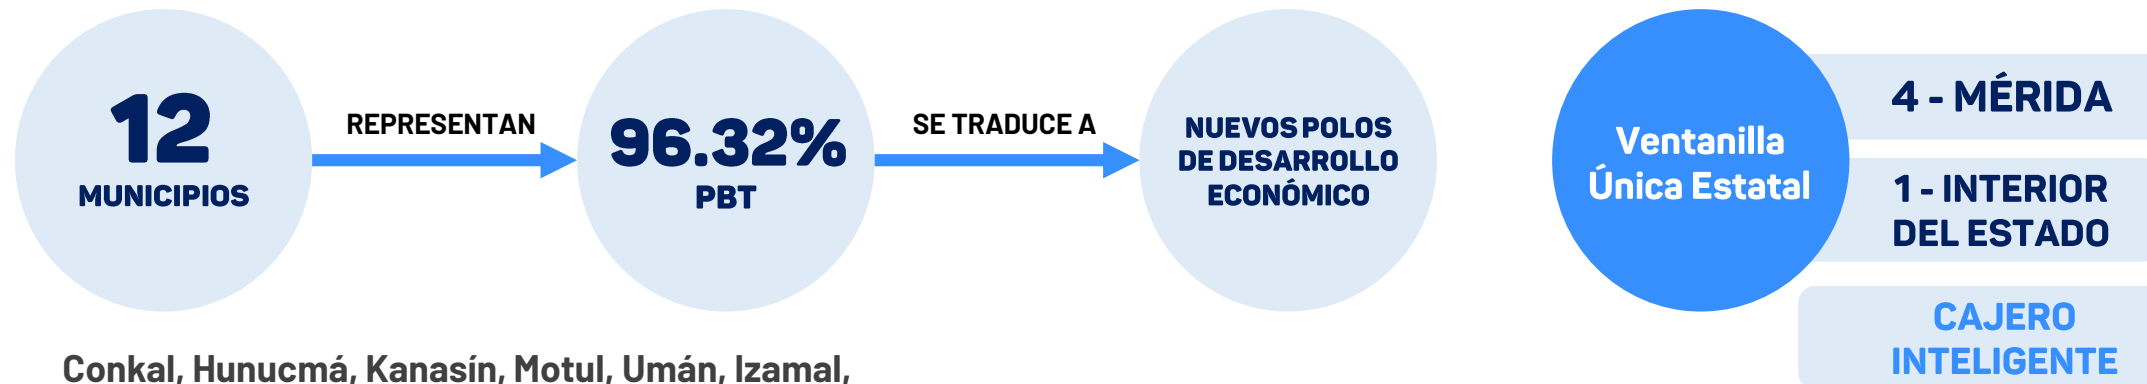 12
MUNICIPIOS
REPRESENTAN
96.32%
PBT
SE TRADUCE A
NUEVOS POLOS
DE DESARROLLO
ECONÓMICO
Ventanilla
Única Estatal
4 - MÉRIDA
1 - INTERIOR
DEL ESTADO
CAJERO
INTELIGENTE
Conkal, Hunucmá, Kanasín, Motul, Umán, Izamal,